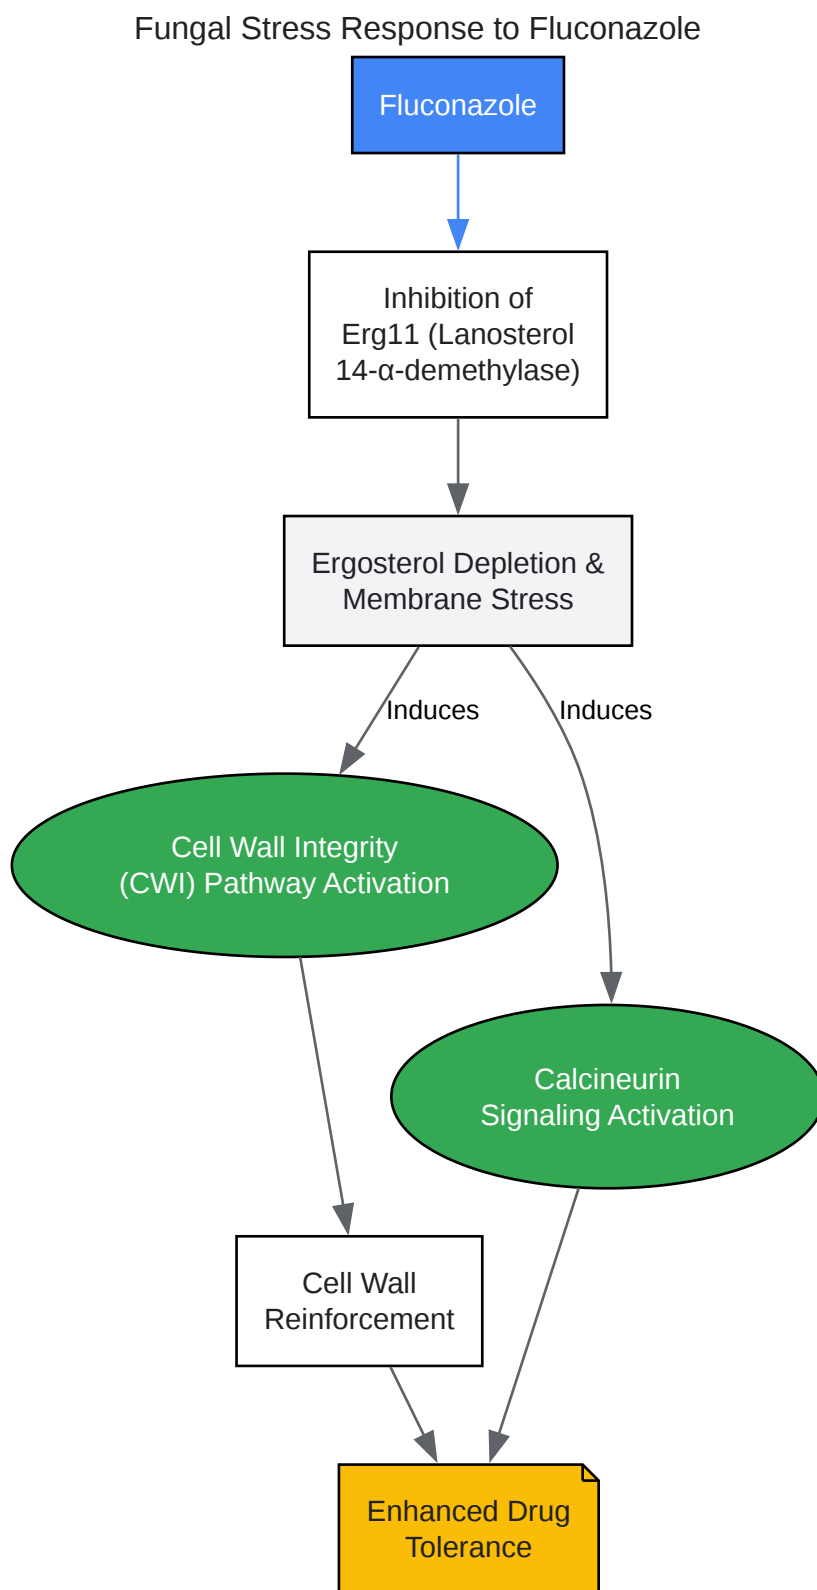 Fungal Stress Response to Fluconazole
Fluconazole
Inhibition of
Erg11 (Lanosterol
14-α-demethylase)
Ergosterol Depletion &
Membrane Stress
Induces
Induces
Cell Wall Integrity
(CWI) Pathway Activation
Calcineurin
Signaling Activation
Cell Wall
Reinforcement
Enhanced Drug
Tolerance